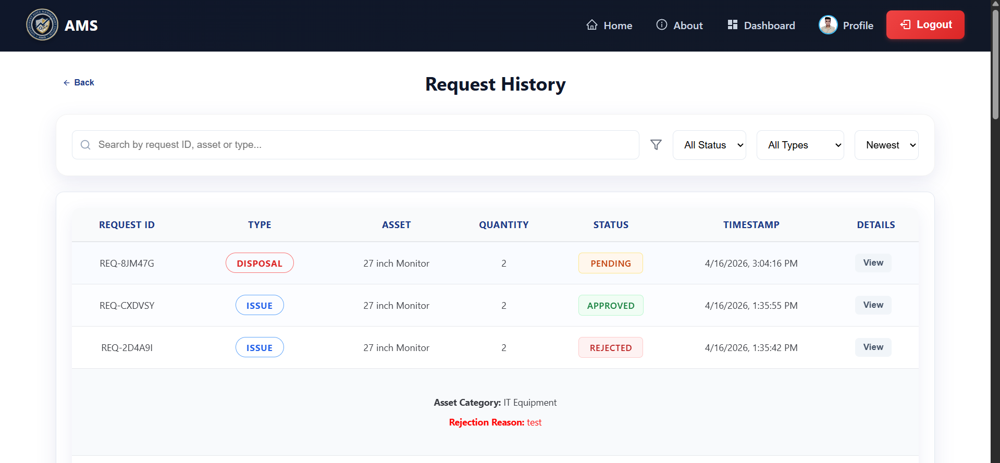 AMS
Home
About
Dashboard
Profile
Logout
Back
Request History
Search by request ID, asset or type...
All Status
All Types
Newest
REQUEST ID TYPE ASSET QUANTITY STATUS TIMESTAMP DETAILS
REQ-8JM47G DISPOSAL 27 inch Monitor 2 PENDING 4/16/2026, 3:04:16 PM View
REQ-CXDVSY ISSUE 27 inch Monitor 2 APPROVED 4/16/2026, 1:35:55 PM View
REQ-2D4A9I ISSUE 27 inch Monitor 2 REJECTED 4/16/2026, 1:35:42 PM View
Asset Category: IT Equipment
Rejection Reason: test